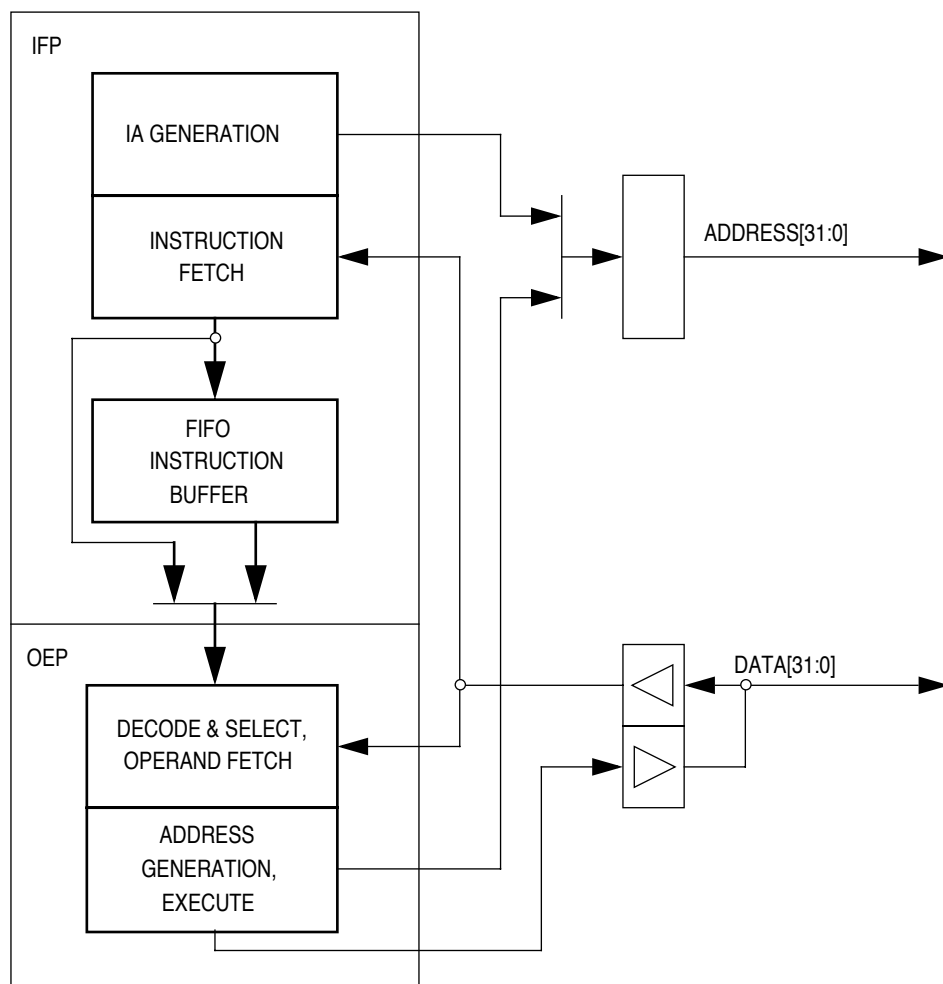 IFP
IA GENERATION
INSTRUCTION
FETCH
ADDRESS[31:0]
FIFO
INSTRUCTION
BUFFER
OEP
DATA[31:0]
DECODE & SELECT,
OPERAND FETCH
ADDRESS
GENERATION,
EXECUTE